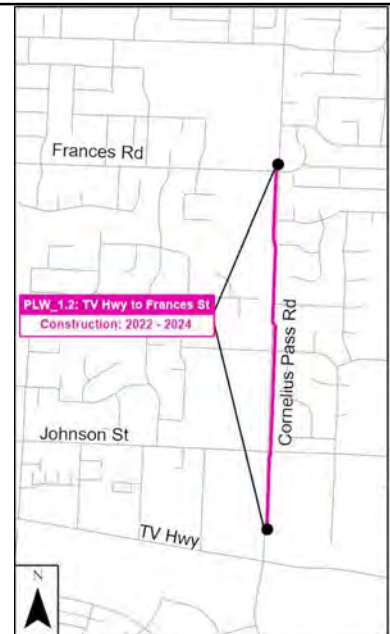 Frances Rd
PLW_1.2: TV Hwy to Frances St
Construction: 2022 - 2024
Cornelius Pass Rd
Johnson St
TV Hwy
N